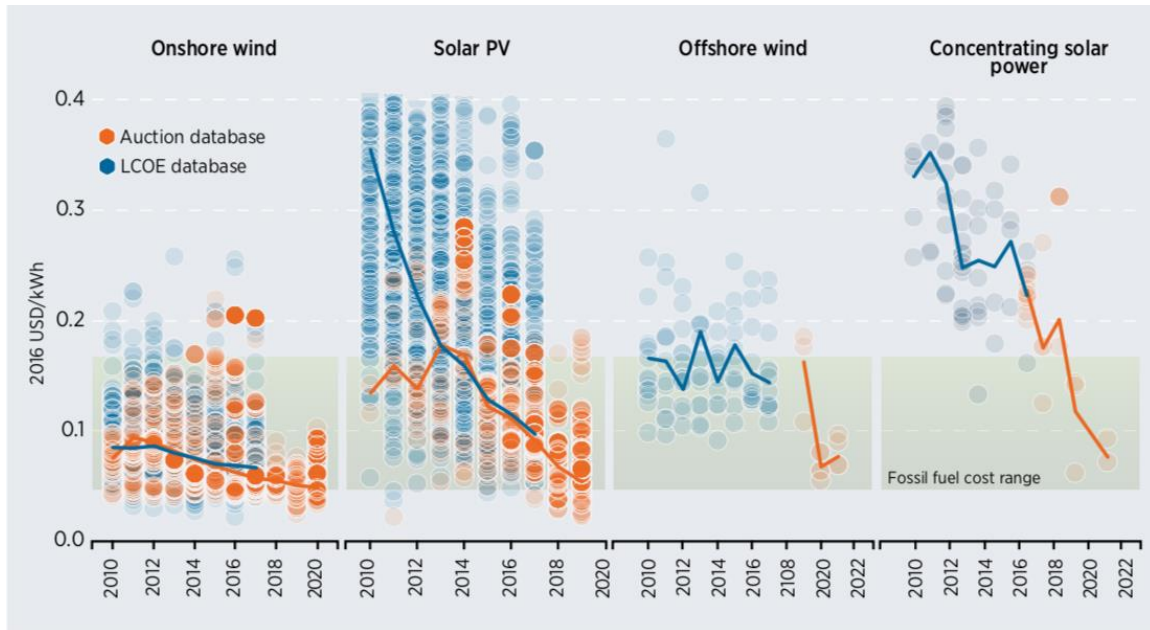 Onshore wind
Solar PV
Offshore wind
Concentrating solar
power
2016 USD/kWh
0.4
0.3
0.2
0.1
0.0
Auction database
LCOE database
Fossil fuel cost range
2010 2012 2014 2016 2018 2020
2010 2012 2014 2016 2018 2020
2010 2012 2014 2016 2108 2020 2022
2010 2012 2014 2016 2018 2020 2022